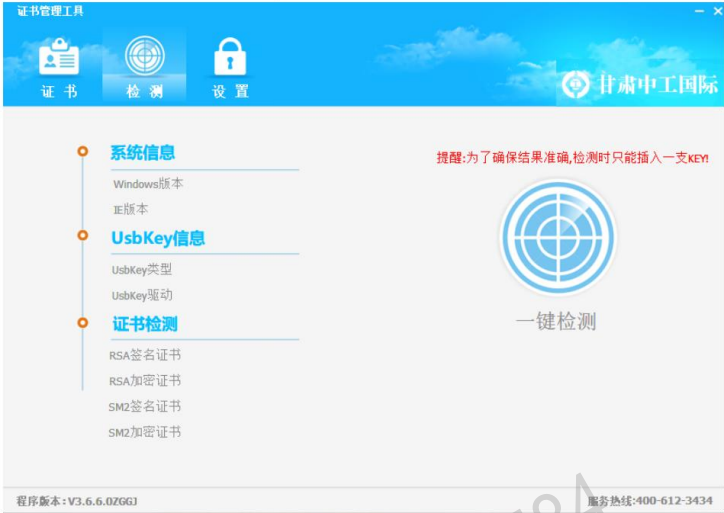 证书管理工具
证 书
检 测
设 置
甘肃中工国际
系统信息
Windows版本
IE版本
UsbKey信息
UsbKey类型
UsbKey驱动
证书检测
RSA签名证书
RSA加密证书
SM2签名证书
SM2加密证书
提醒:为了确保结果准确,检测时只能插入一支KEY!
一键检测
程序版本:V3.6.6.0ZGGJ
服务热线:400-612-3434